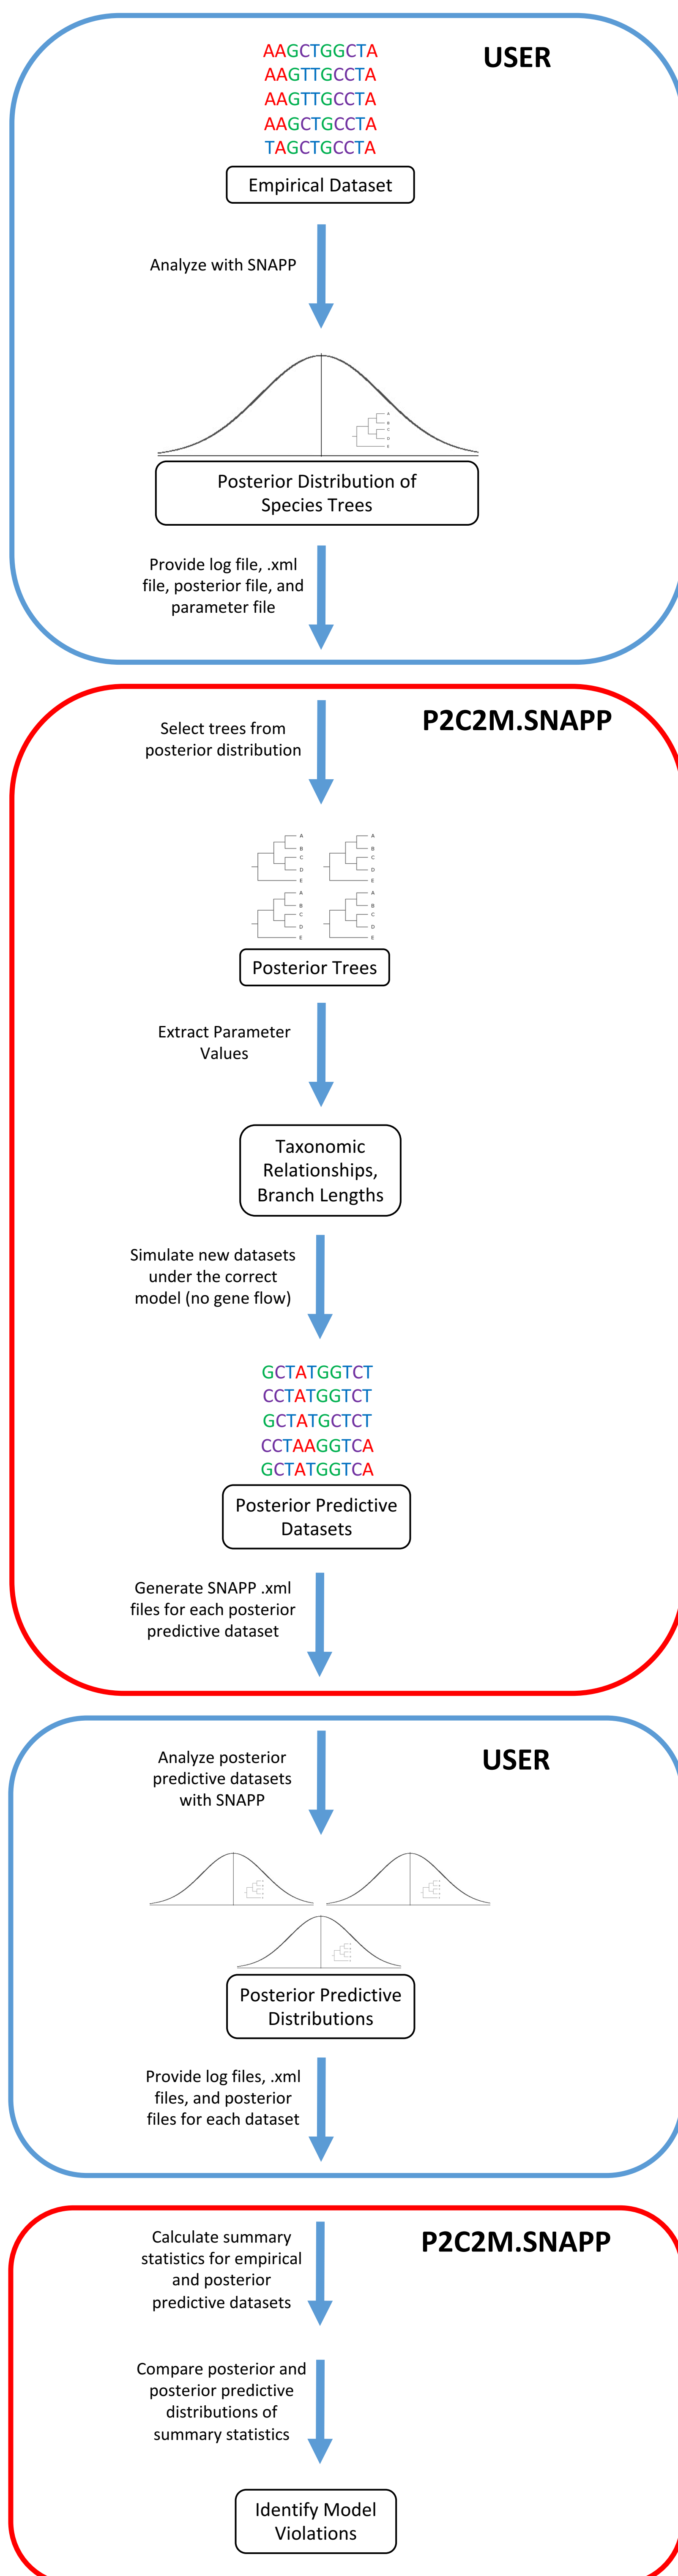 AAGCTGGCTA
USER
AAGTTGCCTA
AAGTTGCCTA
AAGCTGCCTA
TAGCTGCCTA
Empirical Dataset
Analyze with SNAPP
A
B
C
D
E
Posterior Distribution of
Species Trees
Provide log file, .xml
file, posterior file, and
parameter file
P2C2M.SNAPP
Select trees from
posterior distribution
A
B
C
D
E
A
B
C
D
E
A
B
C
D
E
A
B
C
D
E
Posterior Trees
Extract Parameter
Values
Taxonomic
Relationships,
Branch Lengths
Simulate new datasets
under the correct
model (no gene flow)
GCTATGGTCT
CCTATGGTCT
GCTATGCTCT
CCTAAGGTCA
GCTATGGTCA
Posterior Predictive
Datasets
Generate SNAPP .xml
files for each posterior
predictive dataset
USER
Analyze posterior
predictive datasets
with SNAPP
Posterior Predictive
Distributions
Provide log files, .xml
files, and posterior
files for each dataset
P2C2M.SNAPP
Calculate summary
statistics for empirical
and posterior
predictive datasets
Compare posterior and
posterior predictive
distributions of
summary statistics
Identify Model
Violations